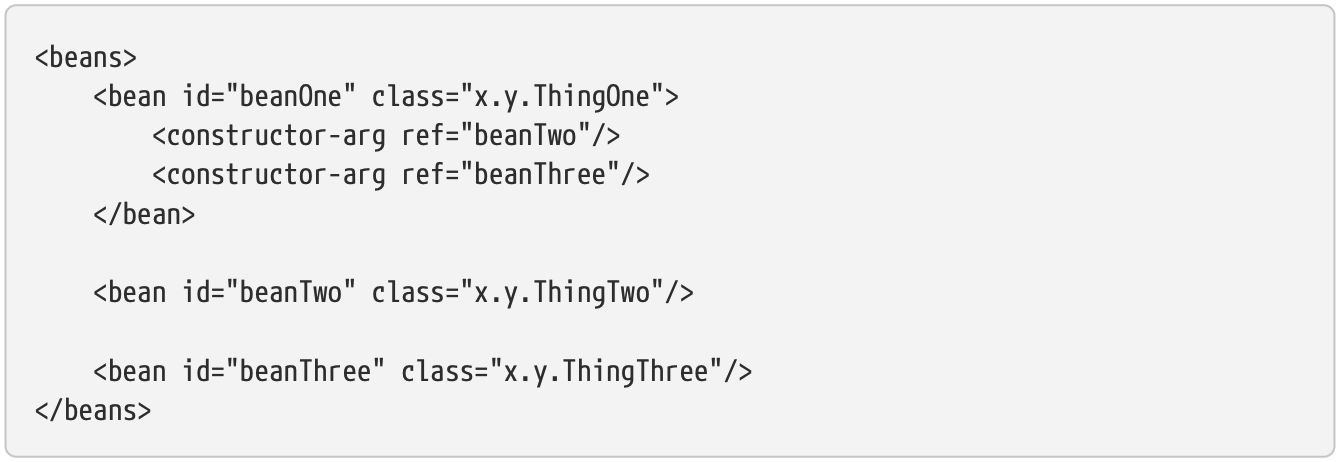 <beans>
    <bean id="beanOne" class="x.y.ThingOne">
        <constructor-arg ref="beanTwo"/>
        <constructor-arg ref="beanThree"/>
    </bean>

    <bean id="beanTwo" class="x.y.ThingTwo"/>

    <bean id="beanThree" class="x.y.ThingThree"/>
</beans>